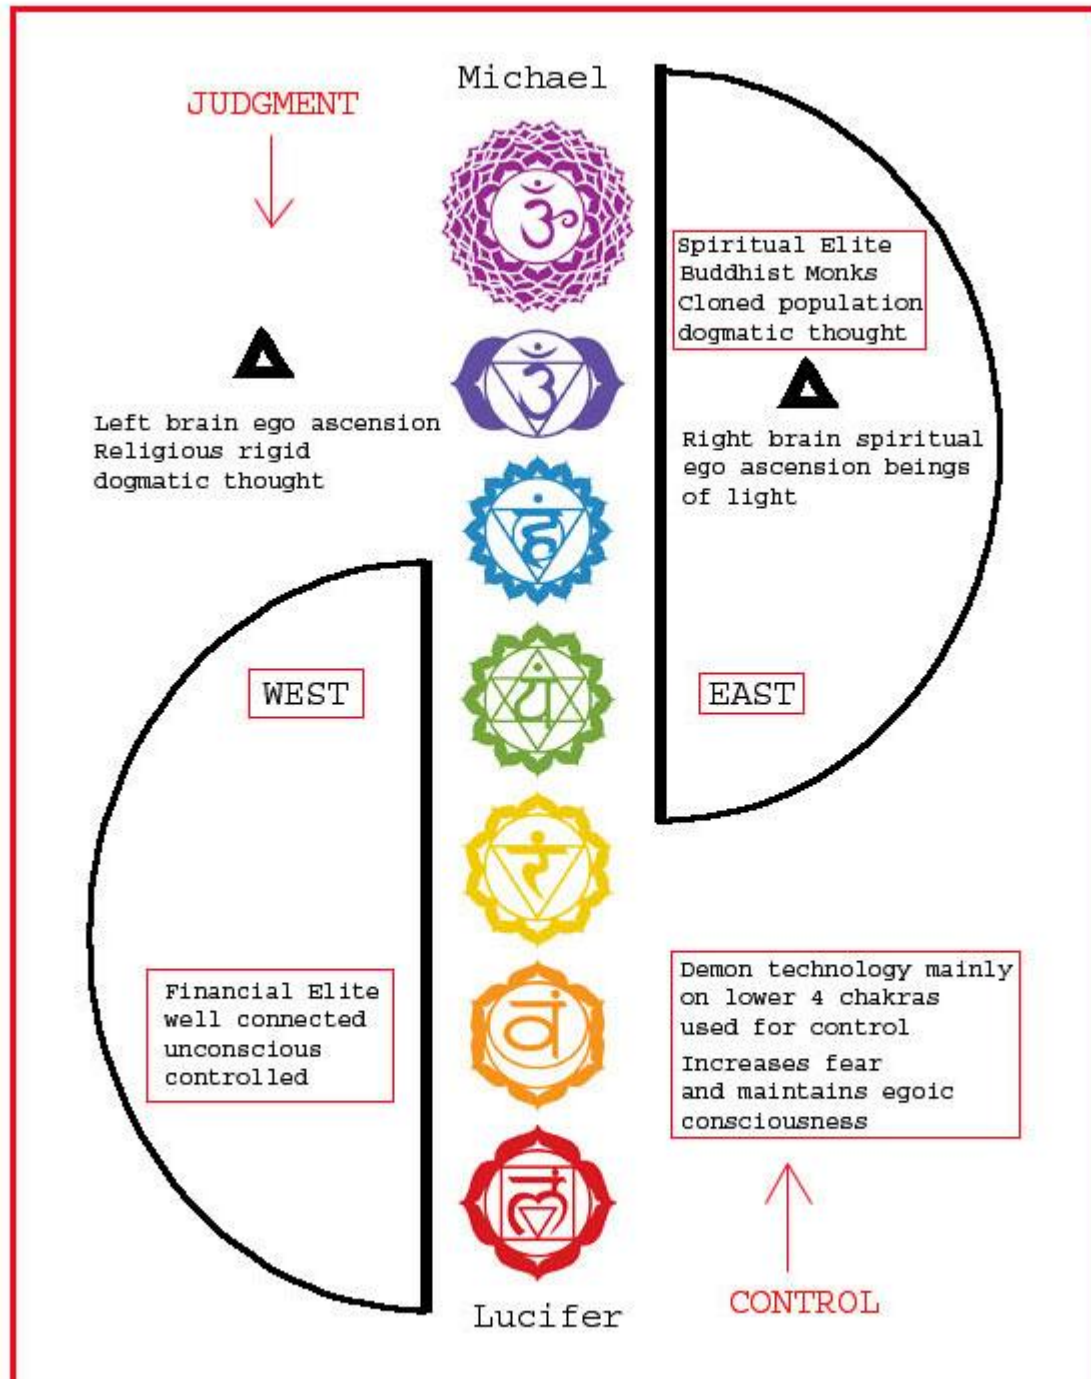 Michael
JUDGMENT
ॐ
Spiritual Elite
Buddhist Monks
Cloned population
dogmatic thought
ॐ
Left brain ego ascension
Religious rigid
dogmatic thought
Right brain spiritual
ego ascension beings
of light
हं
WEST
यं
EAST
रं
Financial Elite
well connected
unconscious
controlled
वं
Demon technology mainly
on lower 4 chakras
used for control
Increases fear
and maintains egoic
consciousness
लं
Lucifer
CONTROL